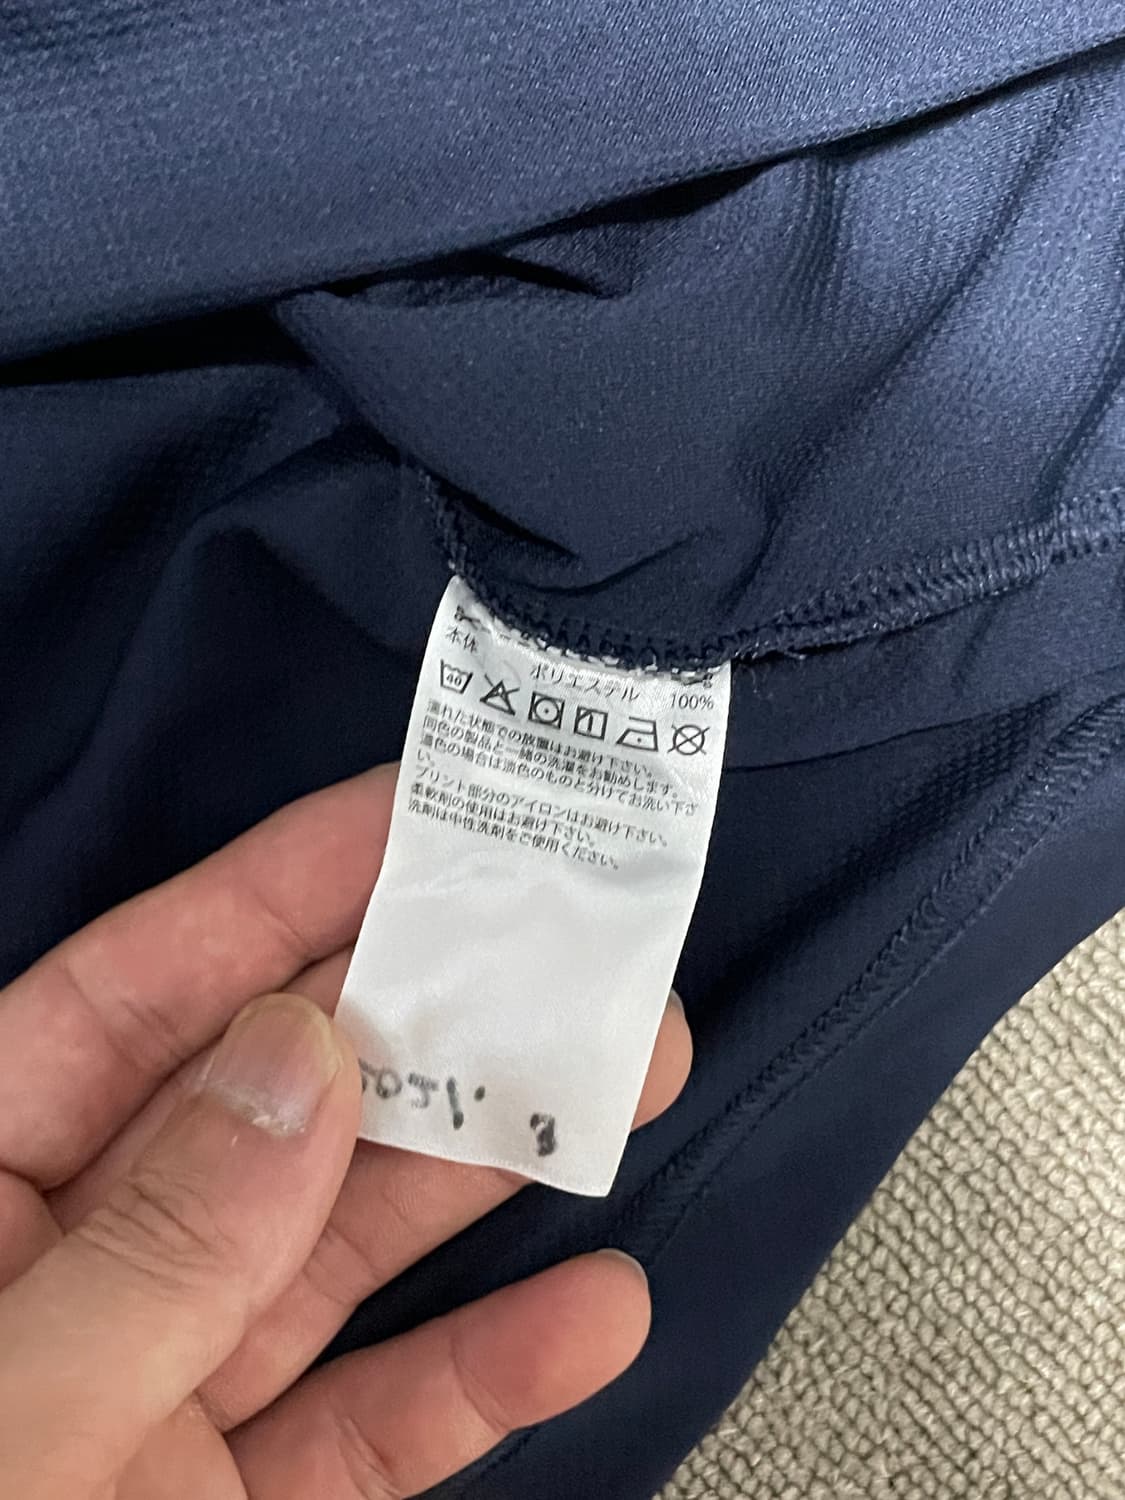 本体
ポリエステル 100%
40
濡れた状態での放置はお避け下さい。
同色の製品と一緒の洗濯をお勧めします。
濃色の場合は淡色のものと分けてお洗い下さ
い。
プリント部分のアイロンはお避け下さい。
柔軟剤の使用はお避け下さい。
洗剤は中性洗剤をご使用ください。